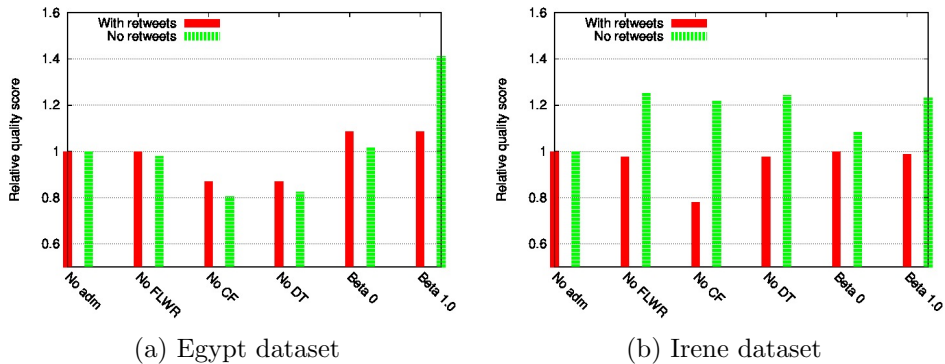 Relative quality score
1.6
1.4
1.2
1
0.8
0.6
With retweets
No retweets
No adm
No FLWR
No CF
No DT
Beta 0
Beta 1.0
(a) Egypt dataset
Relative quality score
1.6
1.4
1.2
1
0.8
0.6
With retweets
No retweets
No adm
No FLWR
No CF
No DT
Beta 0
Beta 1.0
(b) Irene dataset